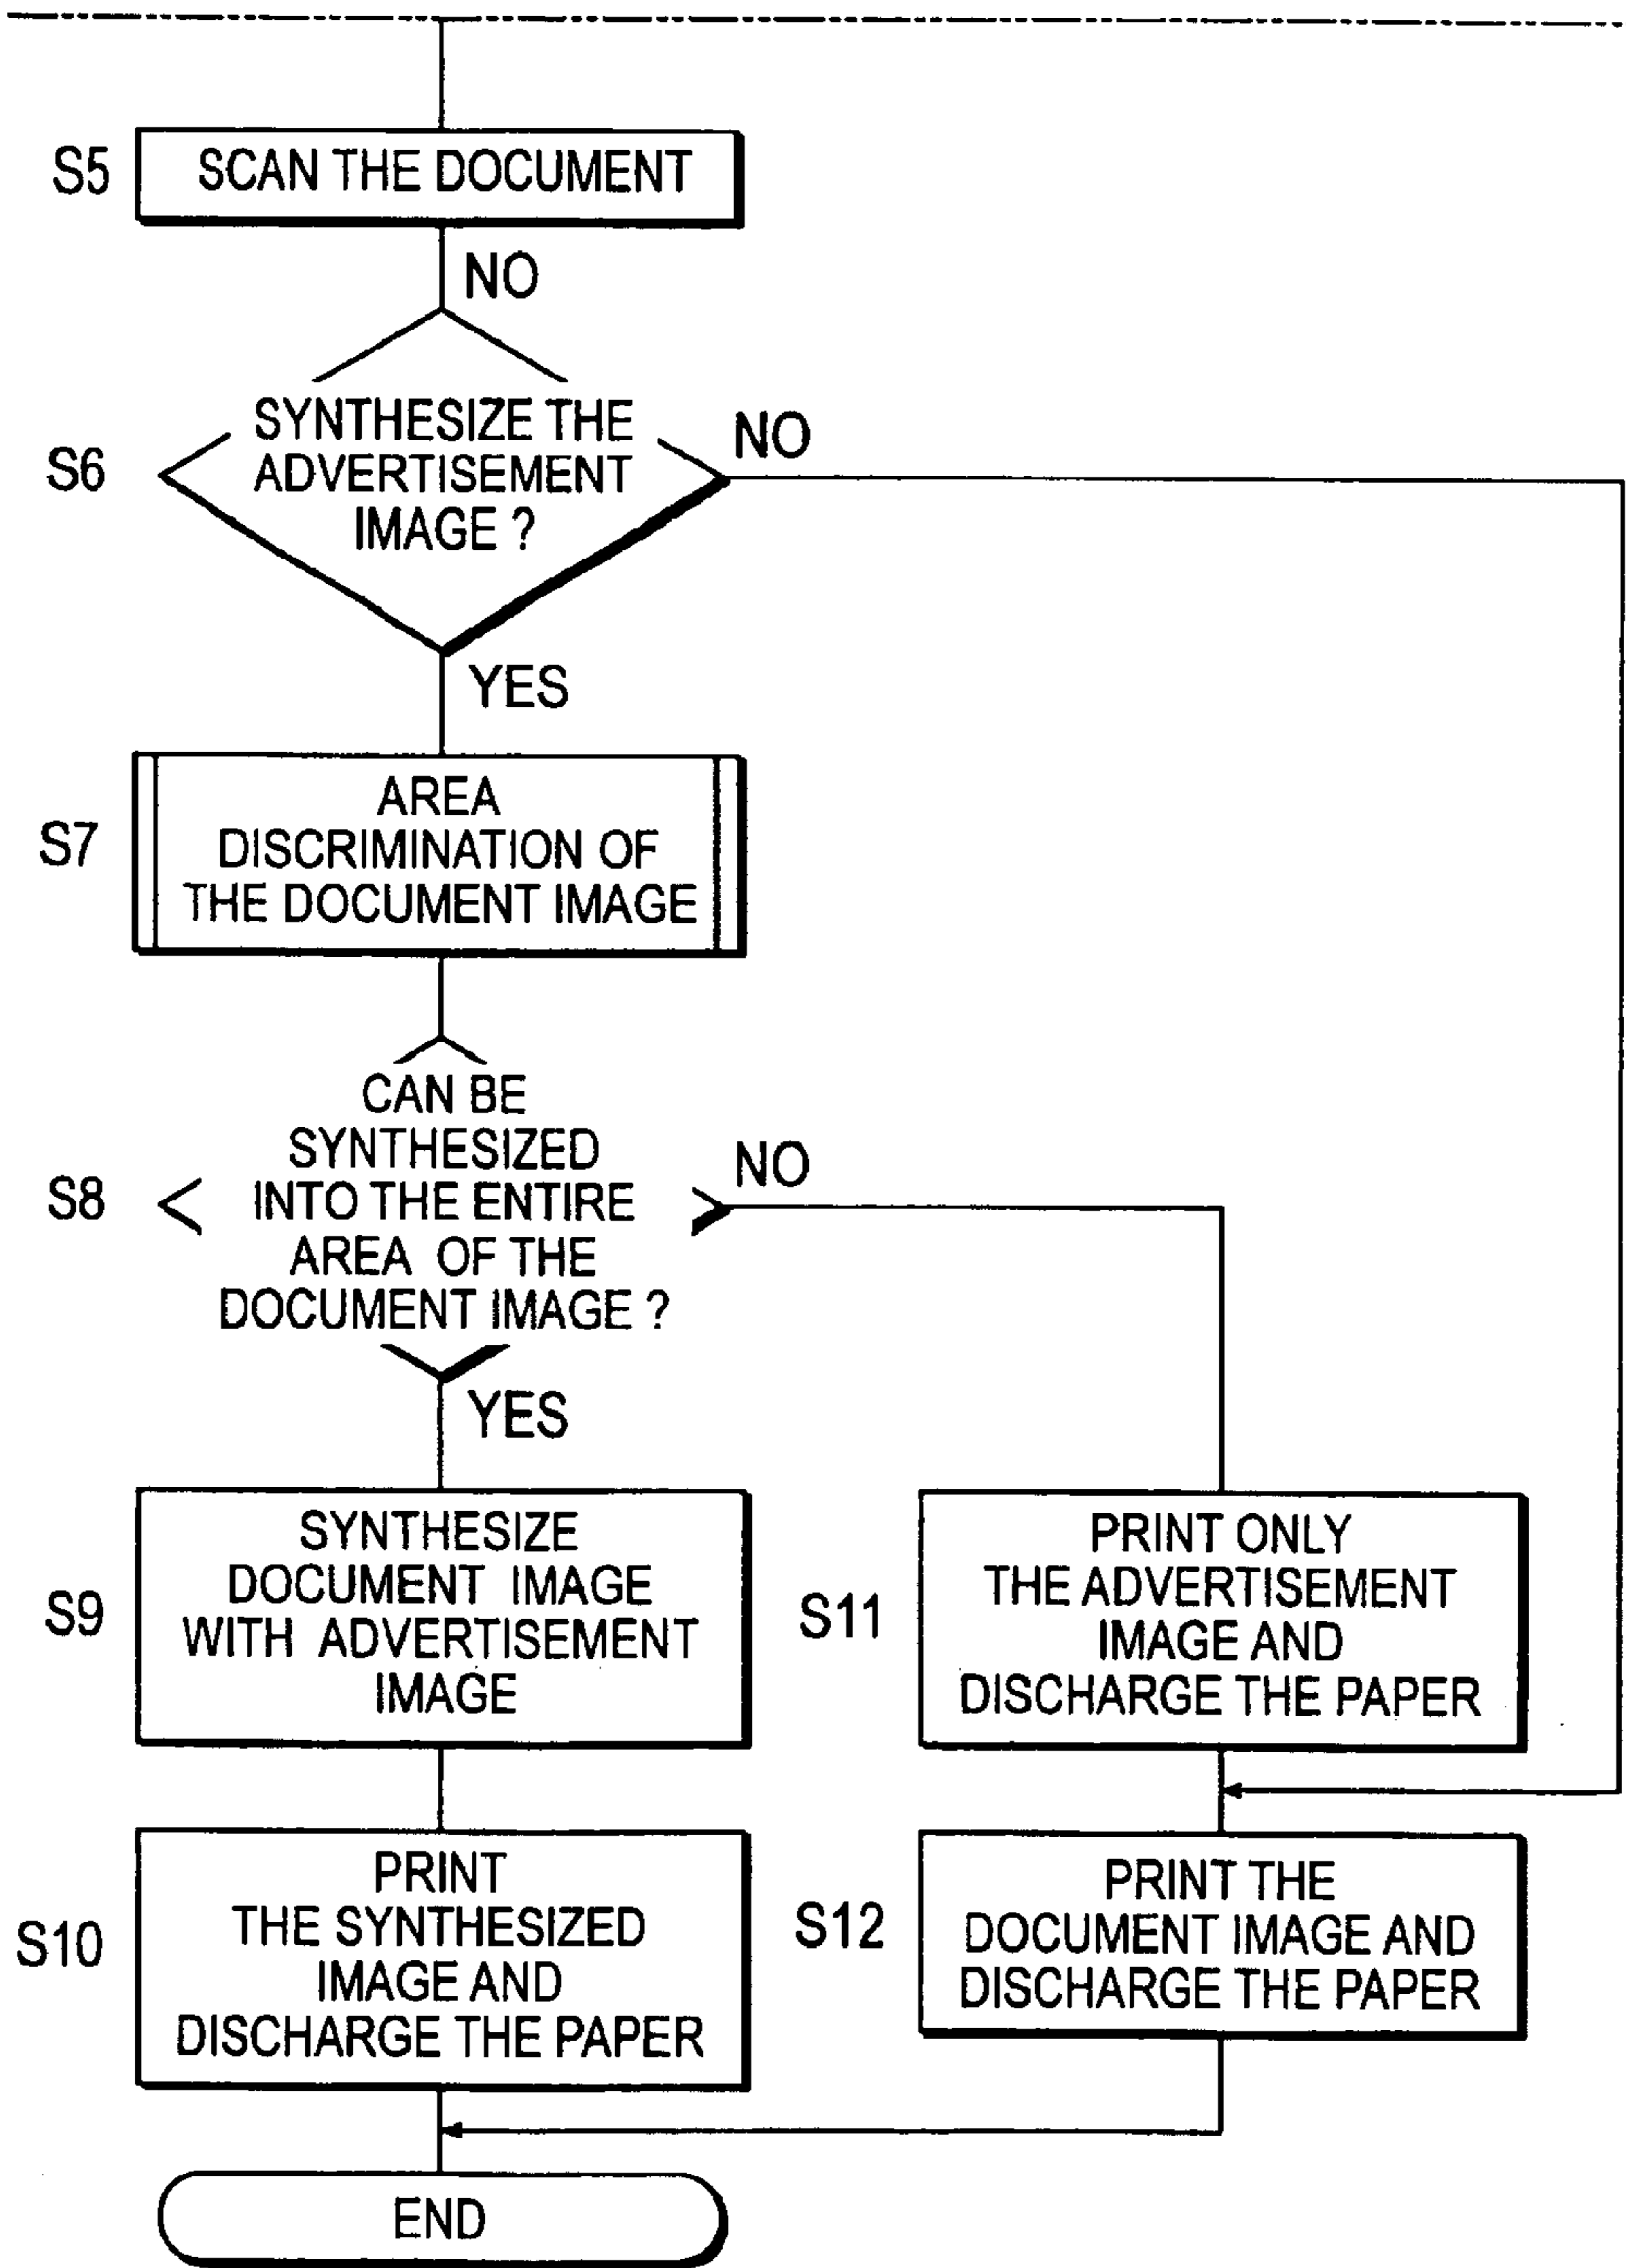 S5
SCAN THE DOCUMENT
NO
S6
SYNTHESIZE THE
ADVERTISEMENT
IMAGE ?
NO
YES
S7
AREA
DISCRIMINATION OF
THE DOCUMENT IMAGE
S8
CAN BE
SYNTHESIZED
INTO THE ENTIRE
AREA OF THE
DOCUMENT IMAGE ?
NO
YES
S9
SYNTHESIZE
DOCUMENT IMAGE
WITH ADVERTISEMENT
IMAGE
S11
PRINT ONLY
THE ADVERTISEMENT
IMAGE AND
DISCHARGE THE PAPER
S10
PRINT
THE SYNTHESIZED
IMAGE AND
DISCHARGE THE PAPER
S12
PRINT THE
DOCUMENT IMAGE AND
DISCHARGE THE PAPER
END